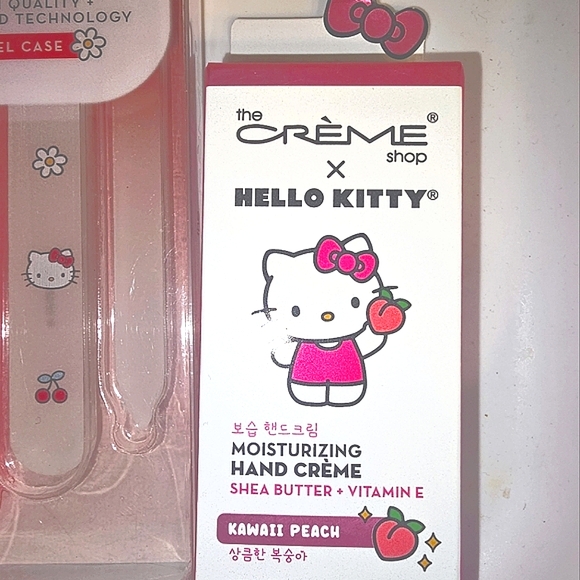 QUALITY +
D TECHNOLOGY
EL CASE
the
CRÈME®
shop
×
HELLO KITTY®
보습 핸드크림
MOISTURIZING
HAND CRÈME
SHEA BUTTER + VITAMIN E
KAWAII PEACH
상큼한 복숭아